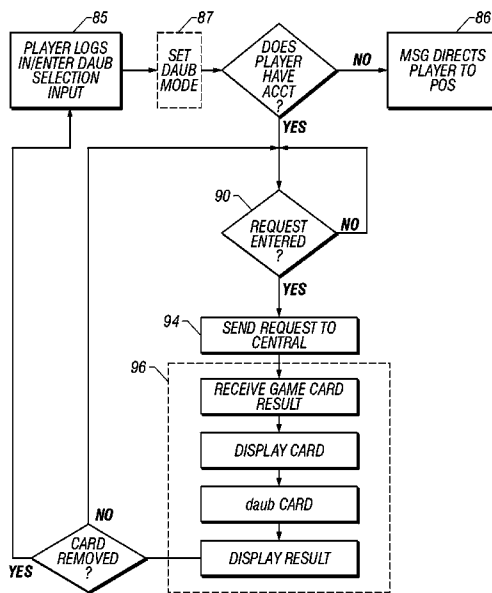 85
PLAYER LOGS
IN/ENTER DAUB
SELECTION
INPUT
87
SET
DAUB
MODE
DOES
PLAYER
HAVE
ACCT
?
NO
86
MSG DIRECTS
PLAYER TO
POS
YES
90
REQUEST
ENTERED
?
NO
YES
94
SEND REQUEST TO
CENTRAL
96
RECEIVE GAME CARD
RESULT
DISPLAY CARD
daub CARD
DISPLAY RESULT
NO
CARD
REMOVED
?
YES